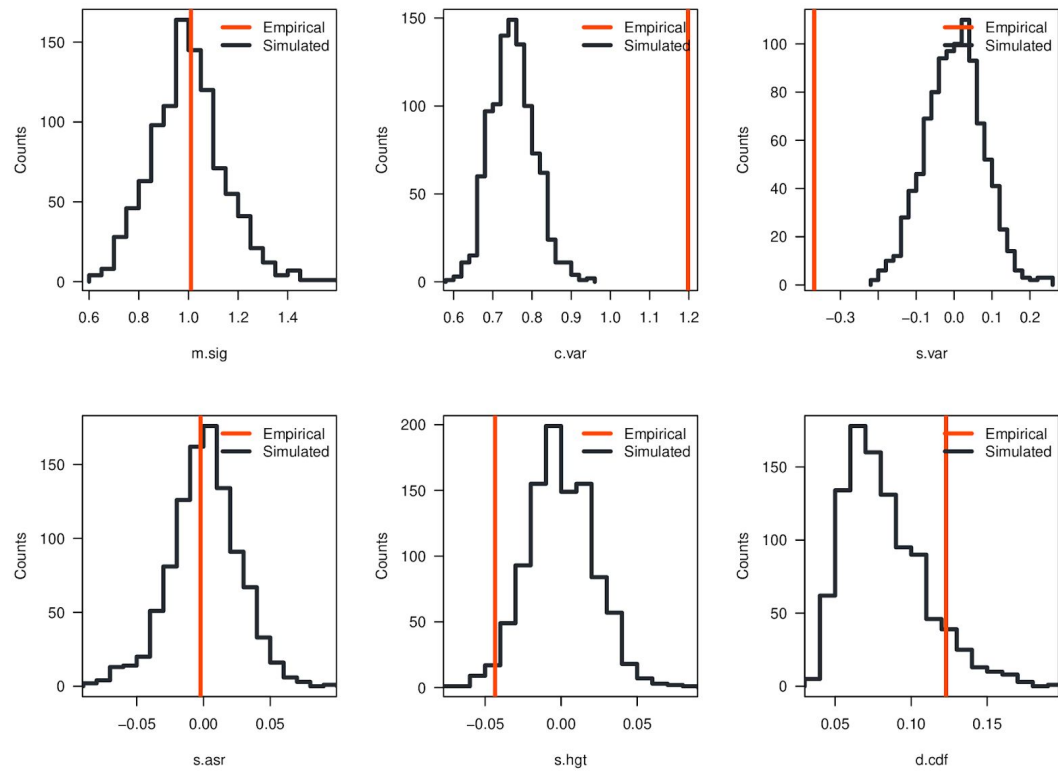 Empirical
Simulated
Counts
0
50
100
150
0.6
0.8
1.0
1.2
1.4
m.sig
Empirical
Simulated
Counts
0
50
100
150
0.6
0.7
0.8
0.9
1.0
1.1
1.2
c.var
Empirical
Simulated
Counts
0
20
40
60
80
100
−0.3
−0.1
0.0
0.1
0.2
s.var
Empirical
Simulated
Counts
0
50
100
150
−0.05
0.00
0.05
s.asr
Empirical
Simulated
Counts
0
50
100
150
200
−0.05
0.00
0.05
s.hgt
Empirical
Simulated
Counts
0
50
100
150
0.05
0.10
0.15
d.cdf